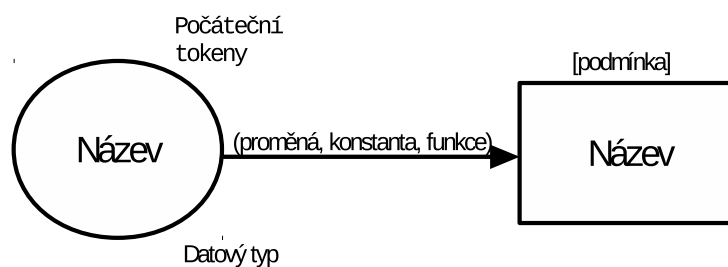 Počáteční
tokeny
[podmínka]
Název
(proměná, konstanta, funkce)
Název
Datový typ